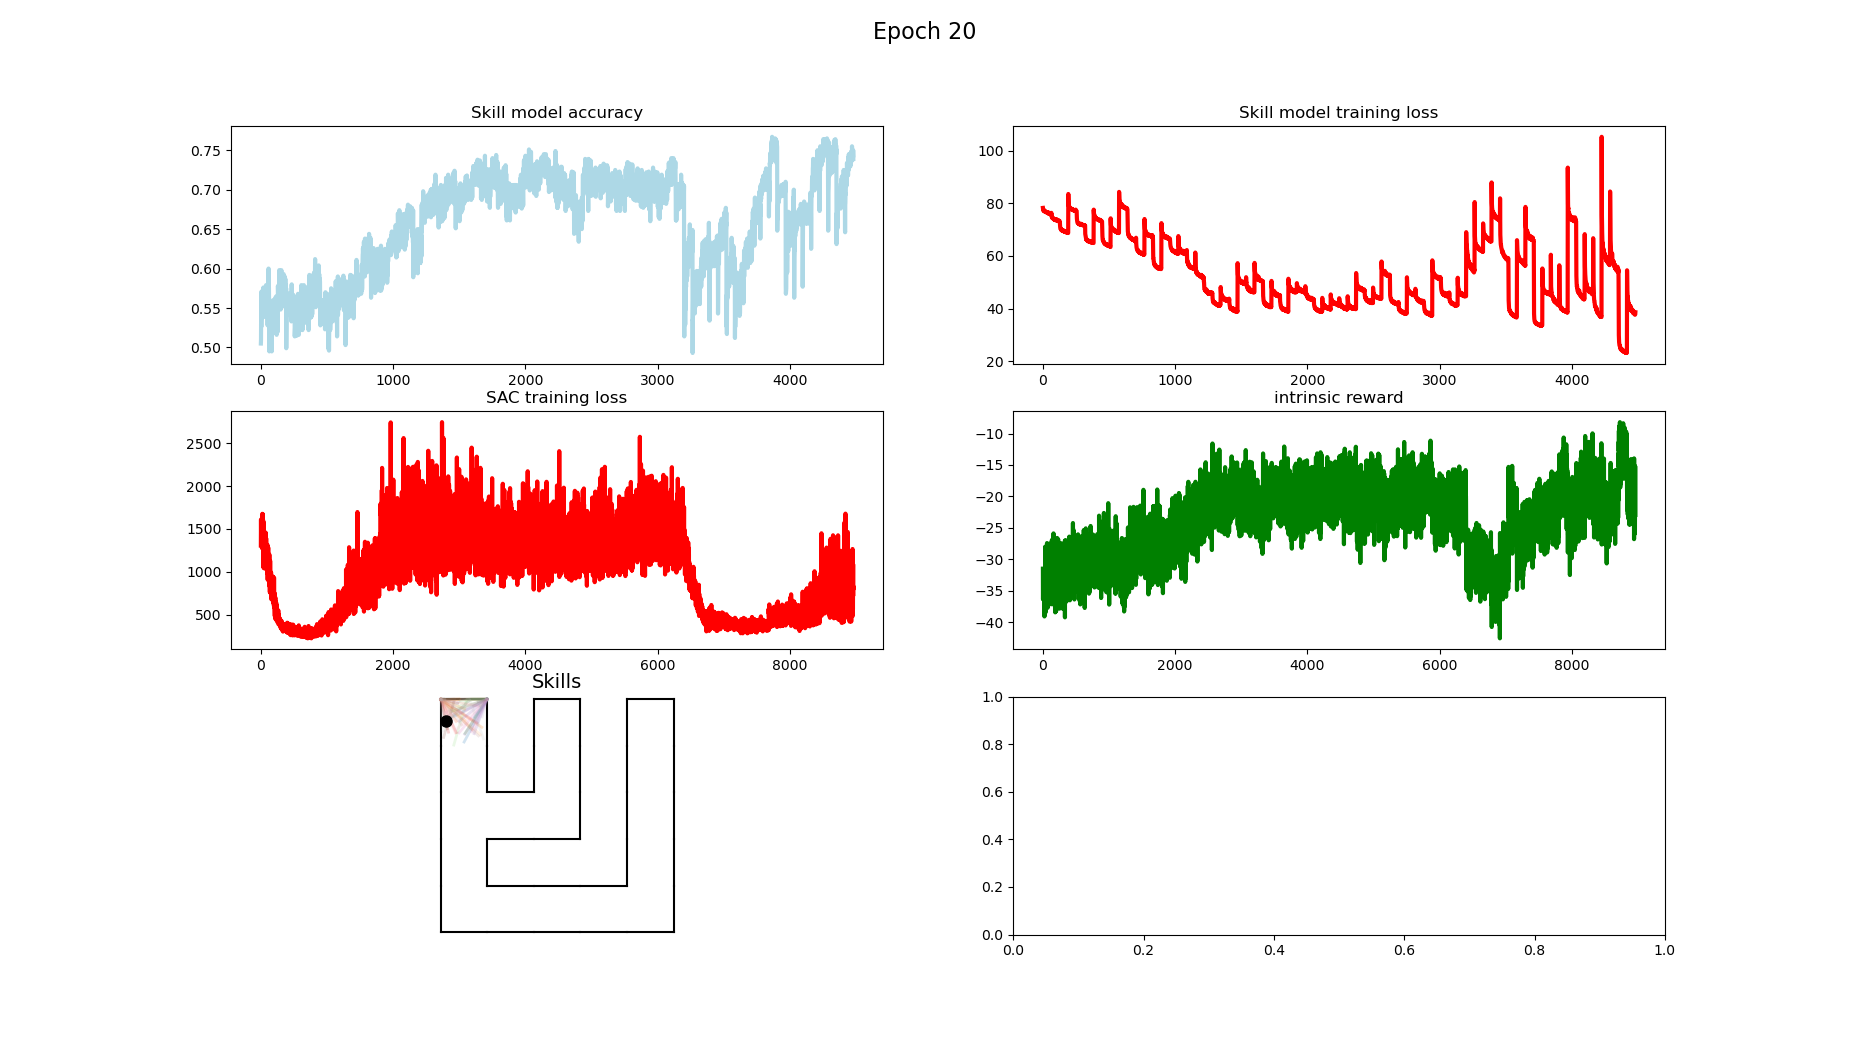 Epoch 20
Skill model accuracy
0.75
0.70
0.65
0.60
0.55
0.50
0 1000 2000 3000 4000
Skill model training loss
100
80
60
40
20
0 1000 2000 3000 4000
SAC training loss
2500
2000
1500
1000
500
0 2000 4000 6000 8000
intrinsic reward
−10
−15
−20
−25
−30
−35
−40
0 2000 4000 6000 8000
Skills
1.0
0.8
0.6
0.4
0.2
0.0
0.0 0.2 0.4 0.6 0.8 1.0